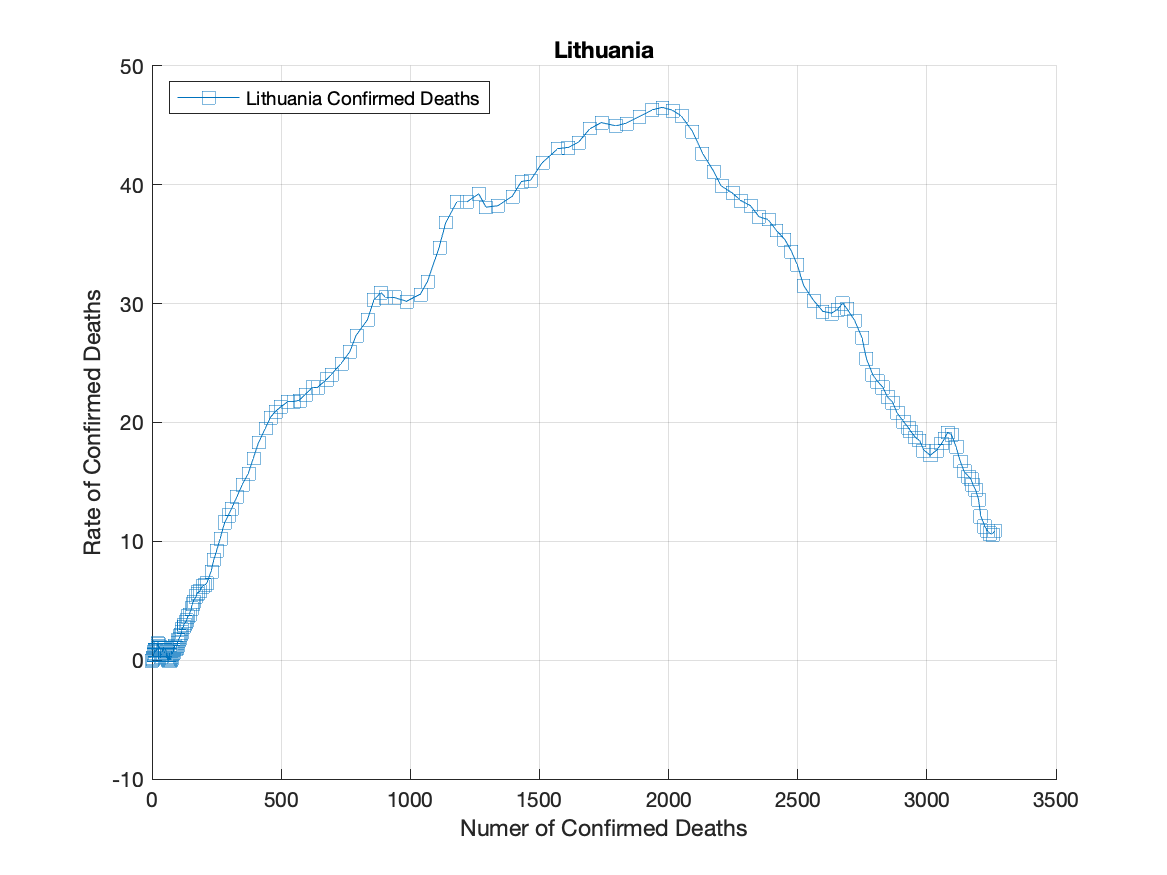 Lithuania
Lithuania Confirmed Deaths
50
40
30
20
10
0
-10
Rate of Confirmed Deaths
0 500 1000 1500 2000 2500 3000 3500
Numer of Confirmed Deaths